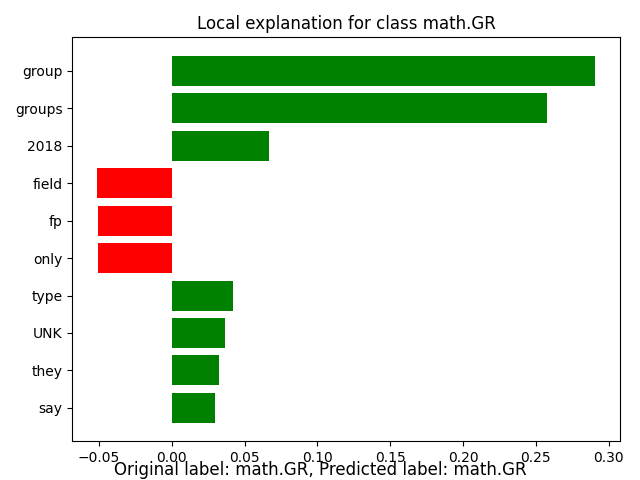 Local explanation for class math.GR
group
groups
2018
field
fp
only
type
UNK
they
say
−0.05 0.00 0.05 0.10 0.15 0.20 0.25 0.30
Original label: math.GR, Predicted label: math.GR